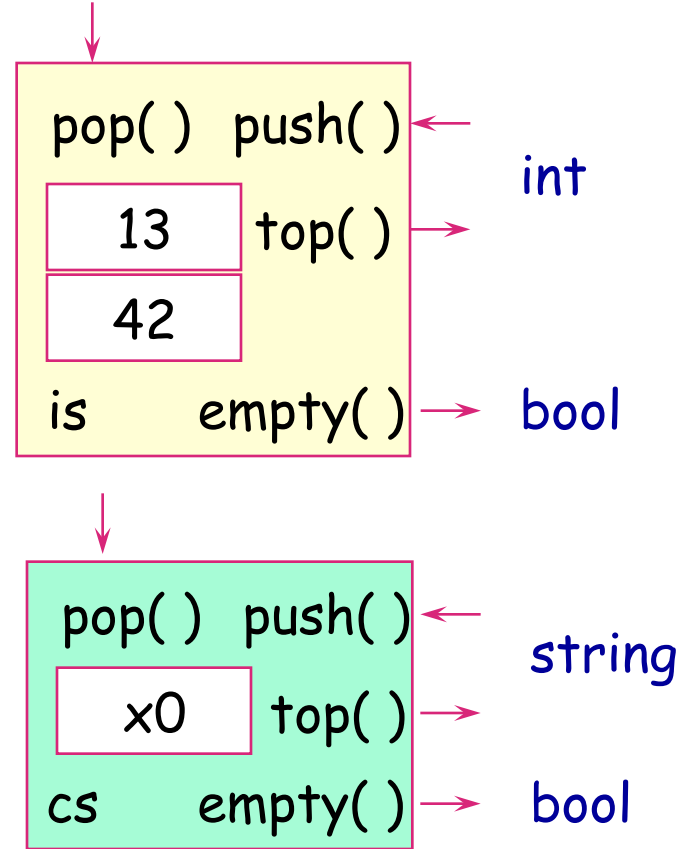 pop( ) push( )
int
13 top( )
42
is empty( ) bool
pop( ) push( )
string
x0 top( )
cs empty( ) bool